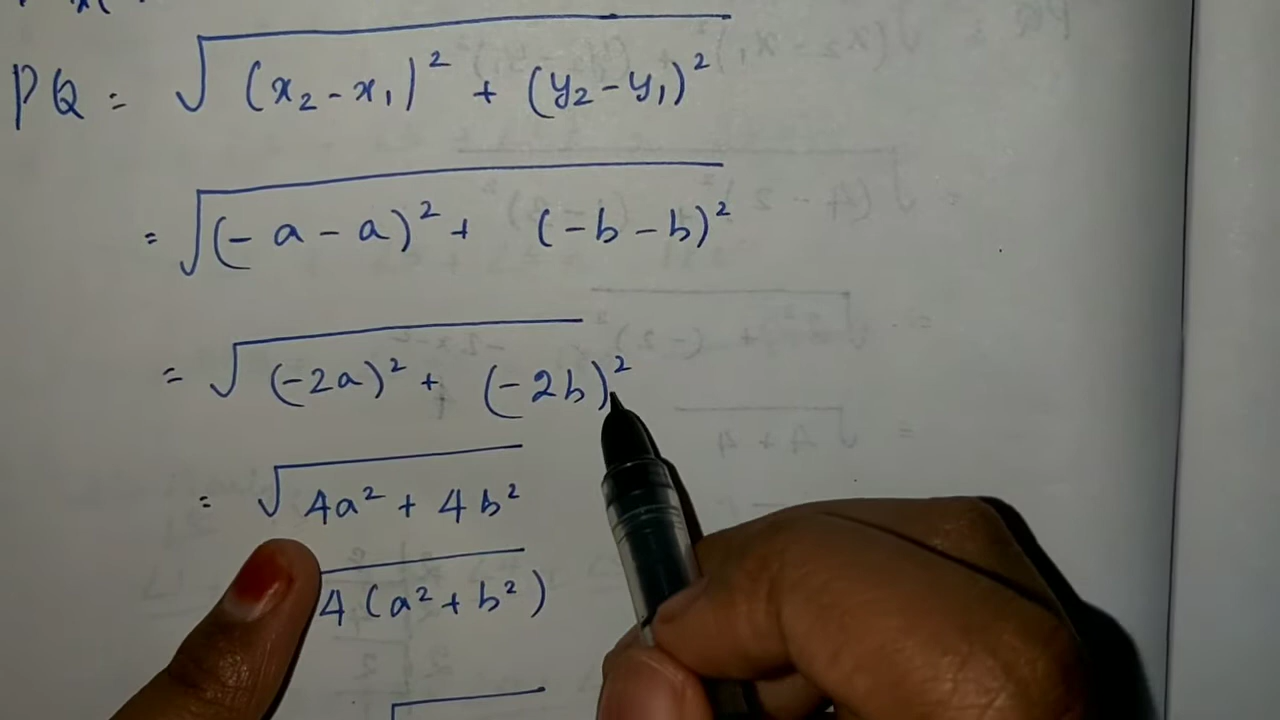 PQ = √(x₂-x₁)² + (y₂-y₁)²
= √(-a-a)² + (-b-b)²
= √(-2a)² + (-2b)²
= √4a² + 4b²
4(a² + b²)